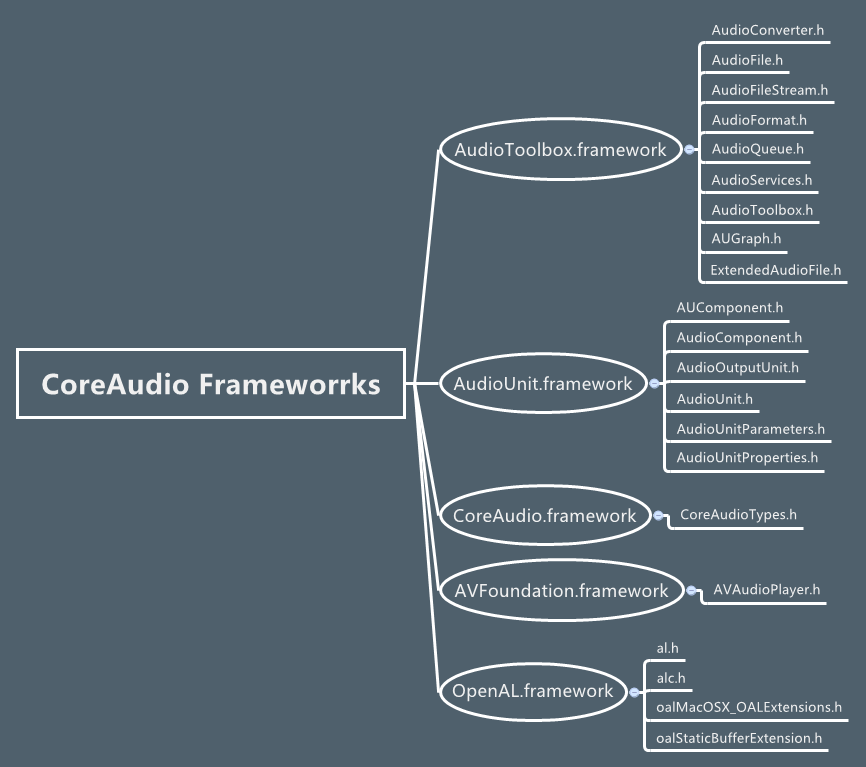 CoreAudio Frameworrks
AudioToolbox.framework
AudioConverter.h
AudioFile.h
AudioFileStream.h
AudioFormat.h
AudioQueue.h
AudioServices.h
AudioToolbox.h
AUGraph.h
ExtendedAudioFile.h
AudioUnit.framework
AUComponent.h
AudioComponent.h
AudioOutputUnit.h
AudioUnit.h
AudioUnitParameters.h
AudioUnitProperties.h
CoreAudio.framework
CoreAudioTypes.h
AVFoundation.framework
AVAudioPlayer.h
OpenAL.framework
al.h
alc.h
oalMacOSX_OALExtensions.h
oalStaticBufferExtension.h